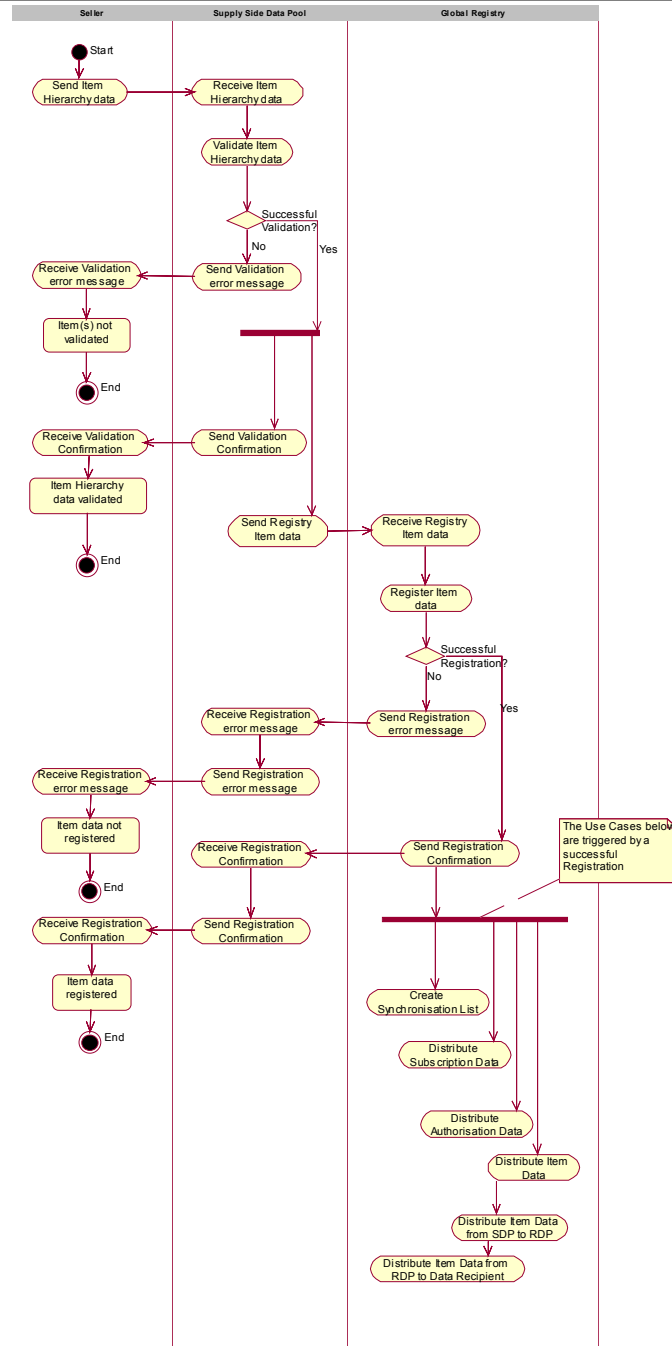 Seller
Supply Side Data Pool
Global Registry
Start
Send Item
Hierarchy data
Receive Item
Hierarchy data
Validate Item
Hierarchy data
Successful
Validation?
No
Yes
Receive Validation
error message
Send Validation
error message
Item(s) not
validated
End
Receive Validation
Confirmation
Send Validation
Confirmation
Item Hierarchy
data validated
End
Send Registry
Item data
Receive Registry
Item data
Register Item
data
Successful
Registration?
No
Yes
Receive Registration
error message
Send Registration
error message
Receive Registration
error message
Send Registration
error message
Item data not
registered
End
The Use Cases below
are triggered by a
successful
Registration
Receive Registration
Confirmation
Send Registration
Confirmation
Receive Registration
Confirmation
Send Registration
Confirmation
Item data
registered
End
Create
Synchronisation List
Distribute
Subscription Data
Distribute
Authorisation Data
Distribute Item
Data
Distribute Item Data
from SDP to RDP
Distribute Item Data from
RDP to Data Recipient